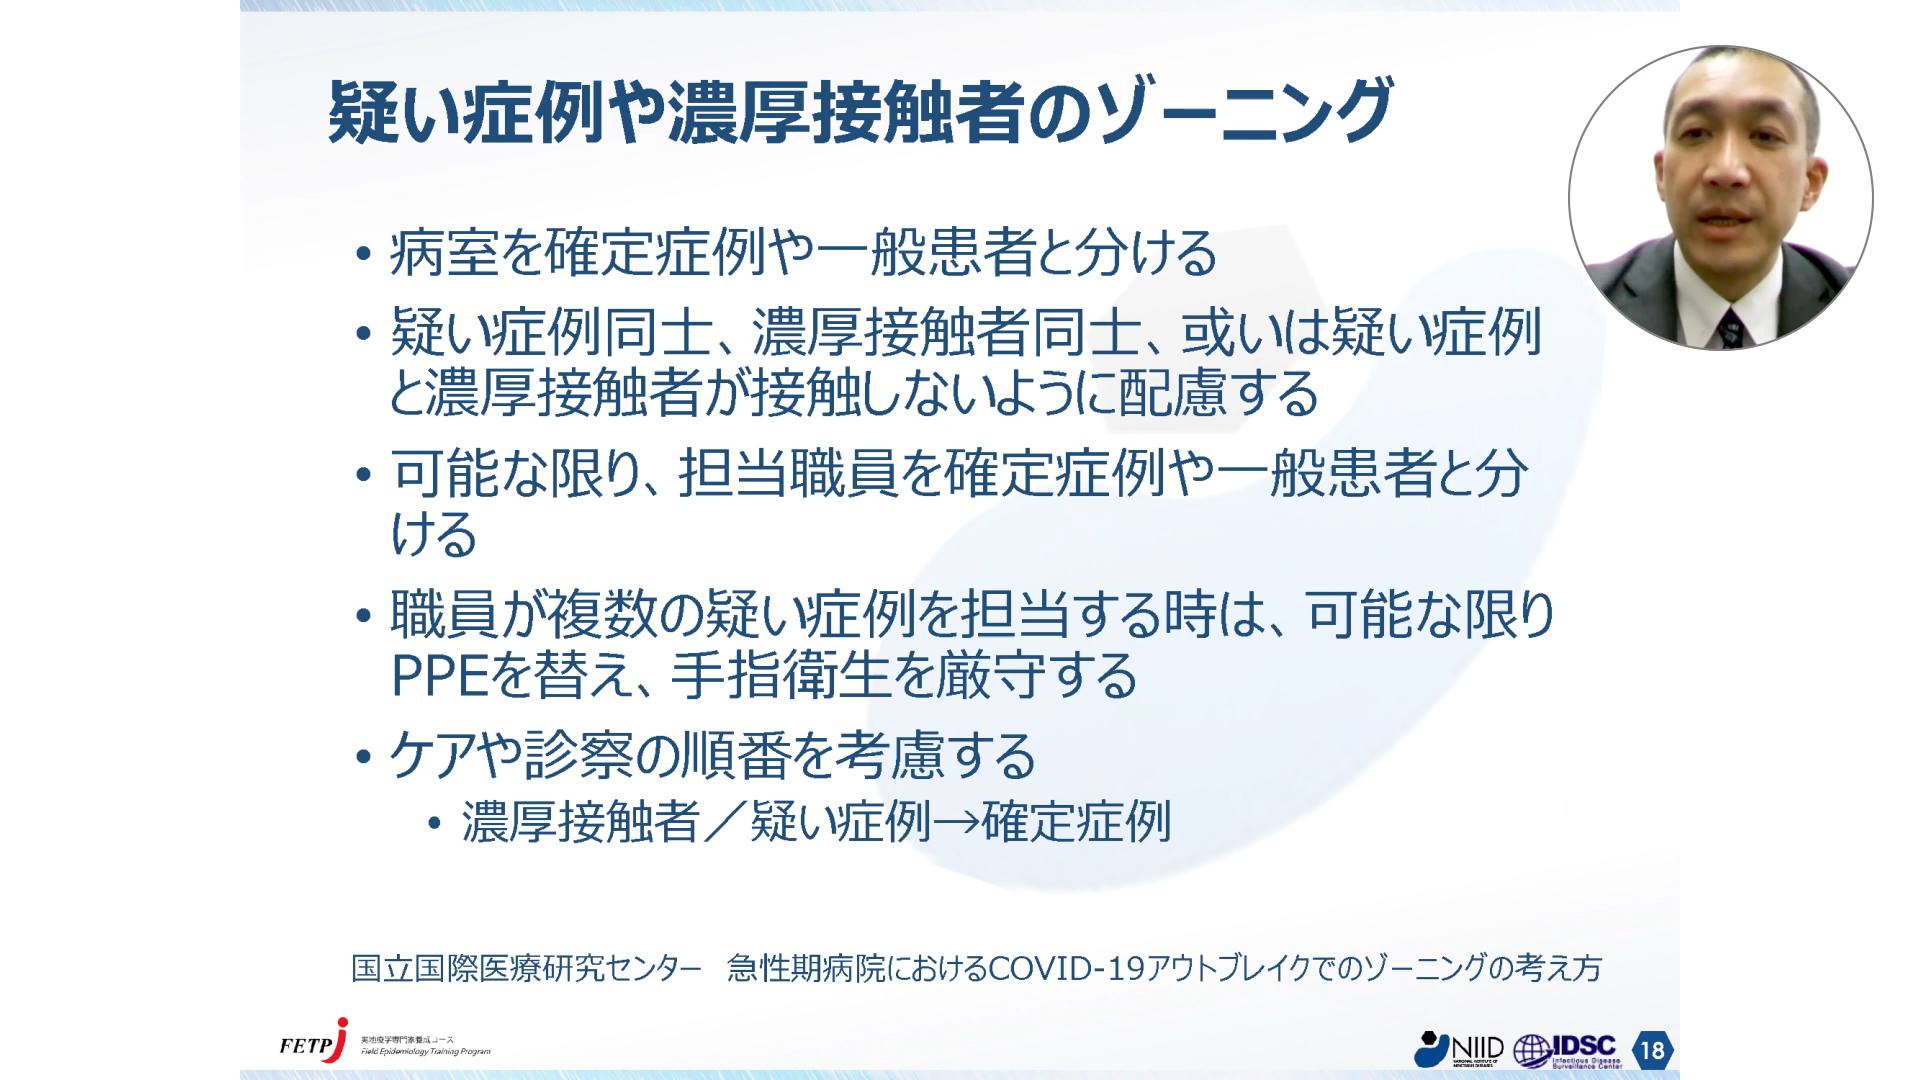 疑い症例や濃厚接触者のゾーニング
• 病室を確定症例や一般患者と分ける
• 疑い症例同士、濃厚接触者同士、或いは疑い症例
と濃厚接触者が接触しないように配慮する
• 可能な限り、担当職員を確定症例や一般患者と分
ける
• 職員が複数の疑い症例を担当する時は、可能な限り
PPEを替え、手指衛生を厳守する
• ケアや診察の順番を考慮する
• 濃厚接触者／疑い症例→確定症例
国立国際医療研究センター　急性期病院におけるCOVID-19アウトブレイクでのゾーニングの考え方
FETP j
実地疫学専門家養成コース
Field Epidemiology Training Program
NIID
NATIONAL INSTITUTE OF
INFECTIOUS DISEASES
IDSC
Infectious Disease
Surveillance Center
18